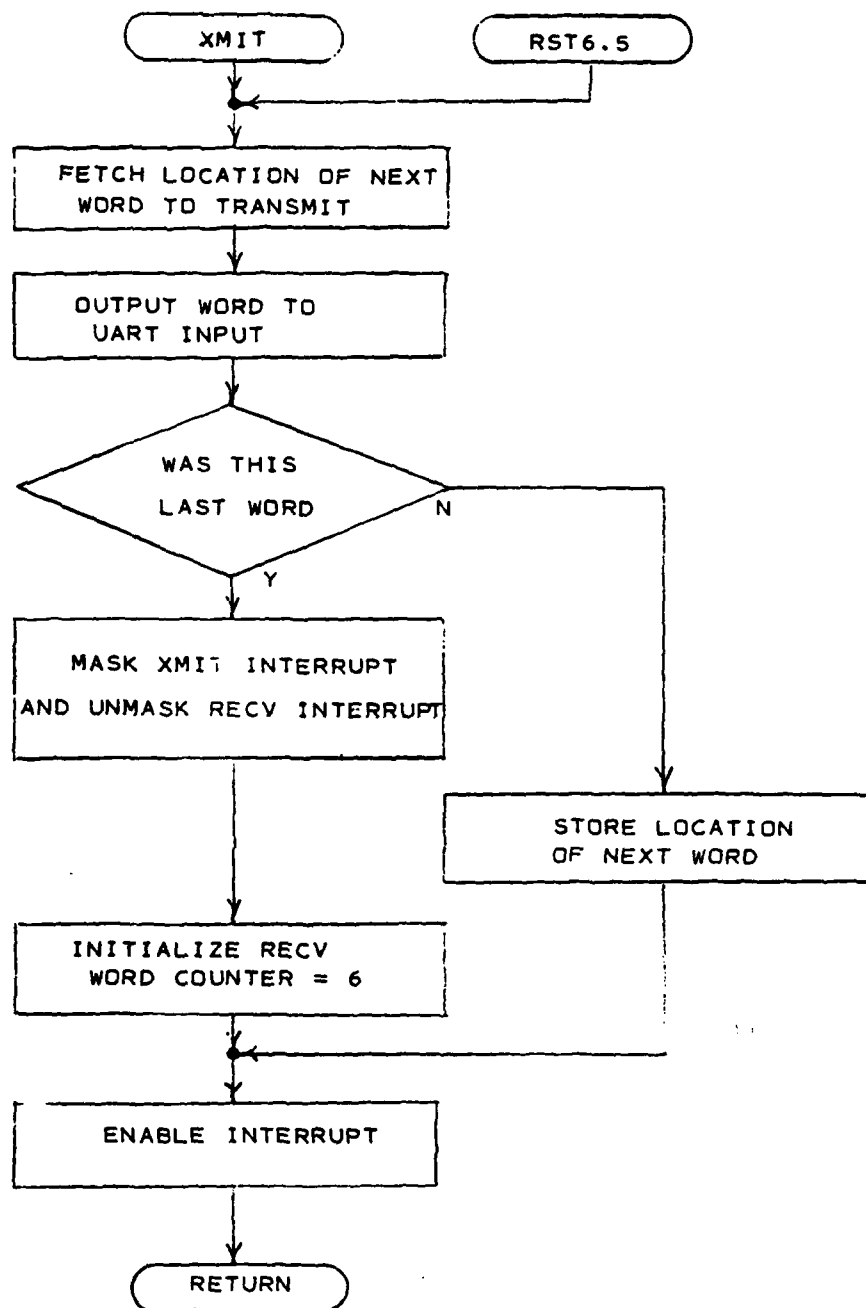 XMIT
RST6.5
FETCH LOCATION OF NEXT
WORD TO TRANSMIT
OUTPUT WORD TO
UART INPUT
WAS THIS
LAST WORD
N
Y
MASK XMIT INTERRUPT
AND UNMASK RECV INTERRUPT
STORE LOCATION
OF NEXT WORD
INITIALIZE RECV
WORD COUNTER = 6
ENABLE INTERRUPT
RETURN